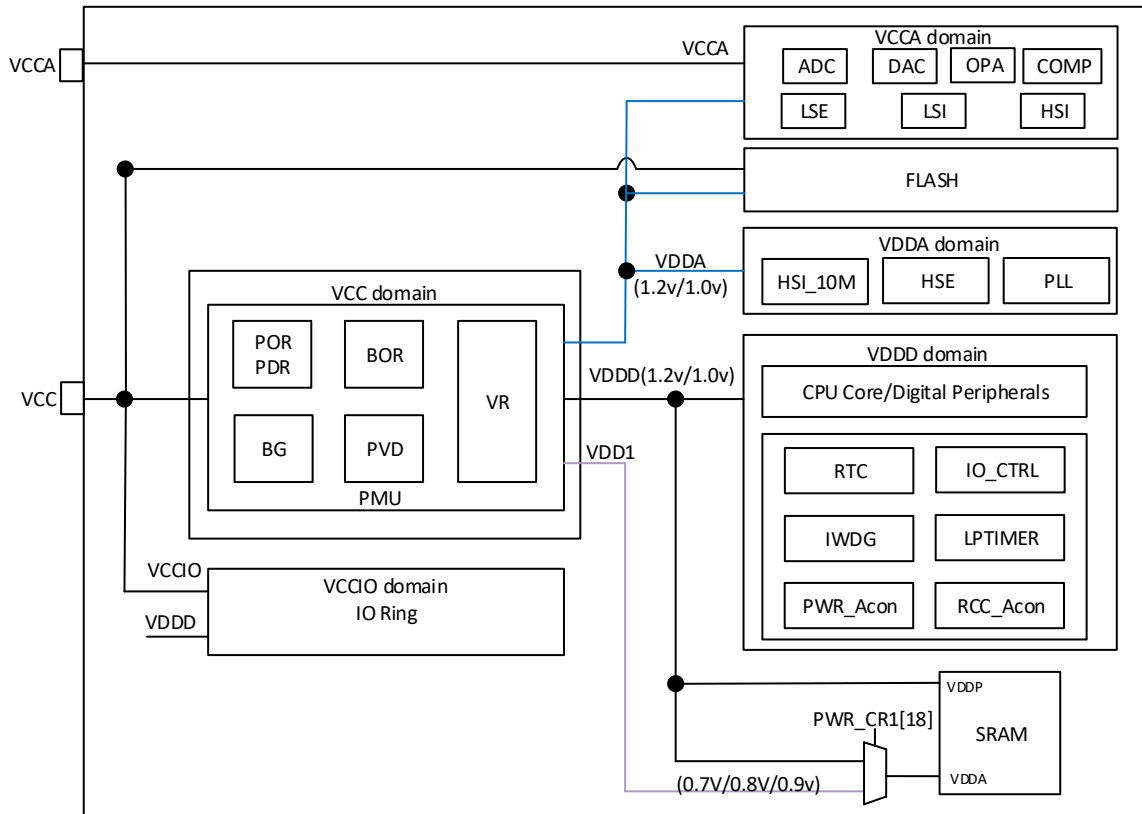 VCCA
VCCA
VCCA domain
ADC
DAC
OPA
COMP
LSE
LSI
HSI
FLASH
VDDA domain
VDDA
(1.2v/1.0v)
HSI_10M
HSE
PLL
VCC domain
POR
PDR
BOR
VR
BG
PVD
PMU
VCC
VDDD(1.2v/1.0v)
VDD1
VDDD domain
CPU Core/Digital Peripherals
RTC
IO_CTRL
IWDG
LPTIMER
PWR_Acon
RCC_Acon
VCCIO
VDDD
VCCIO domain
IO Ring
PWR_CR1[18]
(0.7V/0.8V/0.9v)
VDDP
SRAM
VDDA